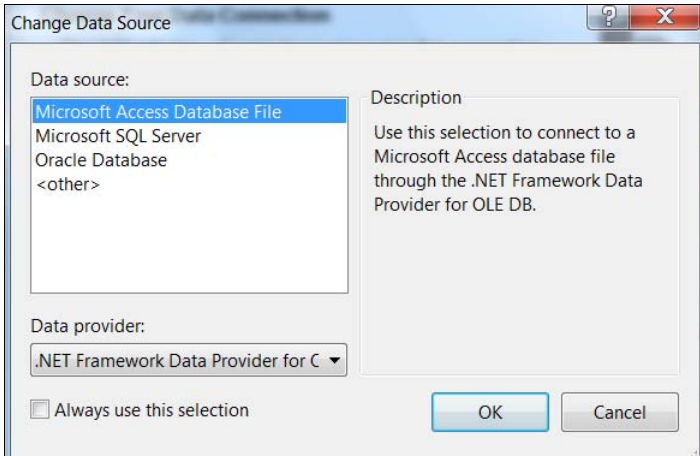 Change Data Source
?
X
Data source:
Microsoft Access Database File
Microsoft SQL Server
Oracle Database
<other>
Description
Use this selection to connect to a
Microsoft Access database file
through the .NET Framework Data
Provider for OLE DB.
Data provider:
.NET Framework Data Provider for C
Always use this selection
OK
Cancel